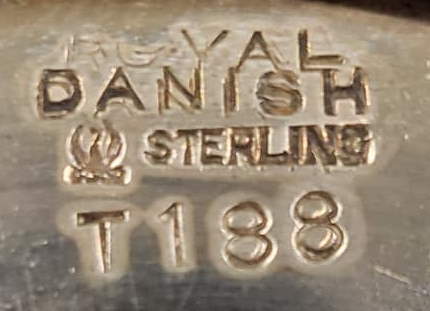 ROYAL
DANISH
STERLING
T188